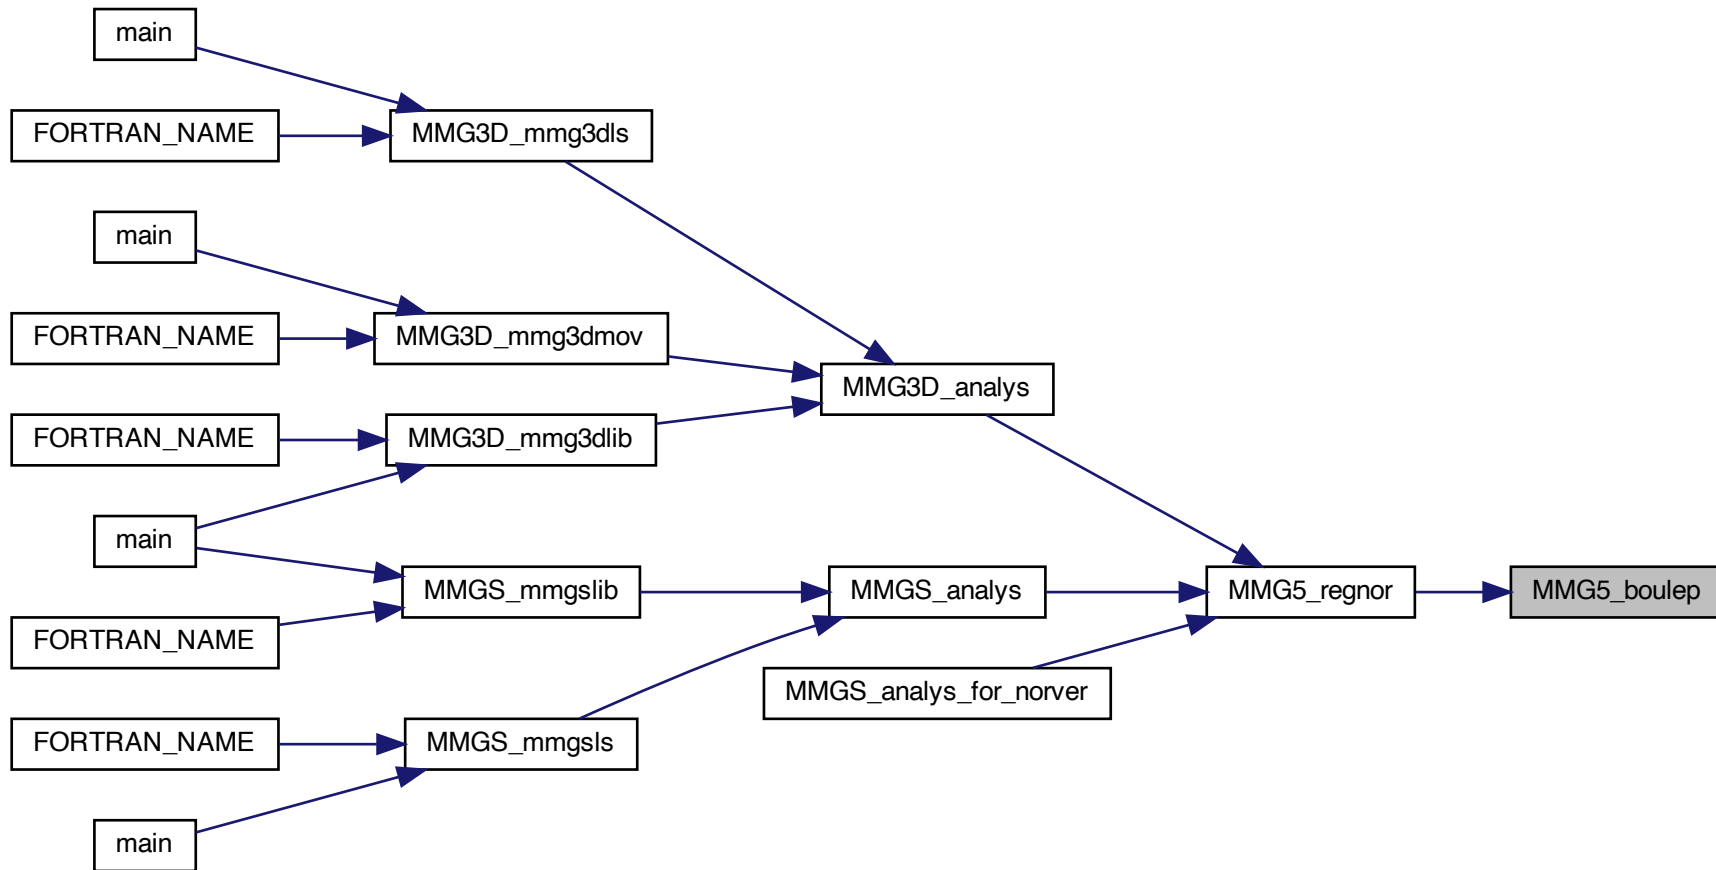 main
FORTRAN_NAME
MMG3D_mmg3dls
main
FORTRAN_NAME
MMG3D_mmg3dmov
MMG3D_analys
FORTRAN_NAME
MMG3D_mmg3dlib
main
MMGS_mmgslib
MMGS_analys
MMG5_regnor
MMG5_boulep
FORTRAN_NAME
MMGS_analys_for_norver
FORTRAN_NAME
MMGS_mmgsls
main